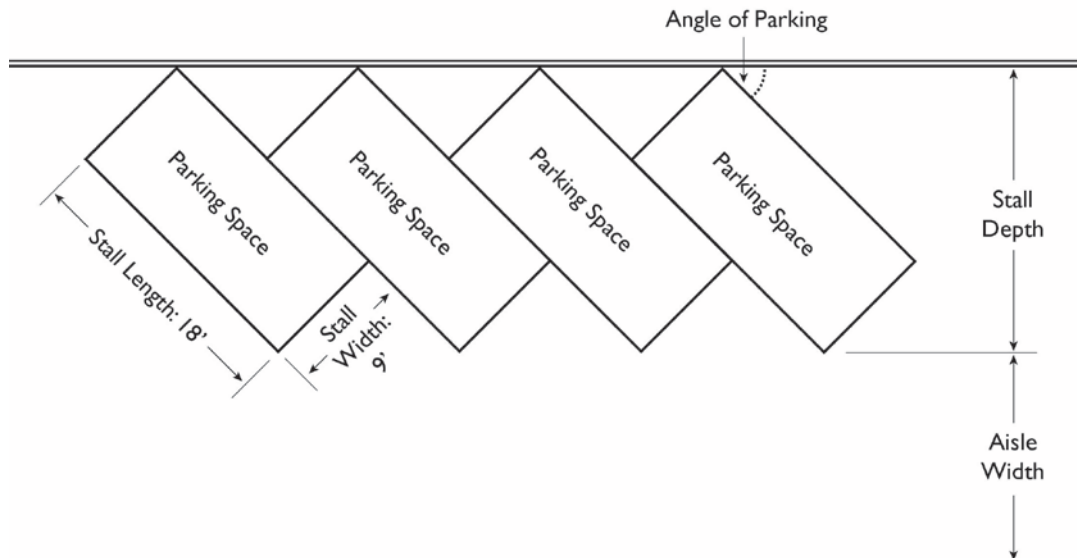 Angle of Parking
Parking Space
Parking Space
Parking Space
Parking Space
Stall
Depth
Stall Length: 18’
Stall
Width:
9’
Aisle
Width